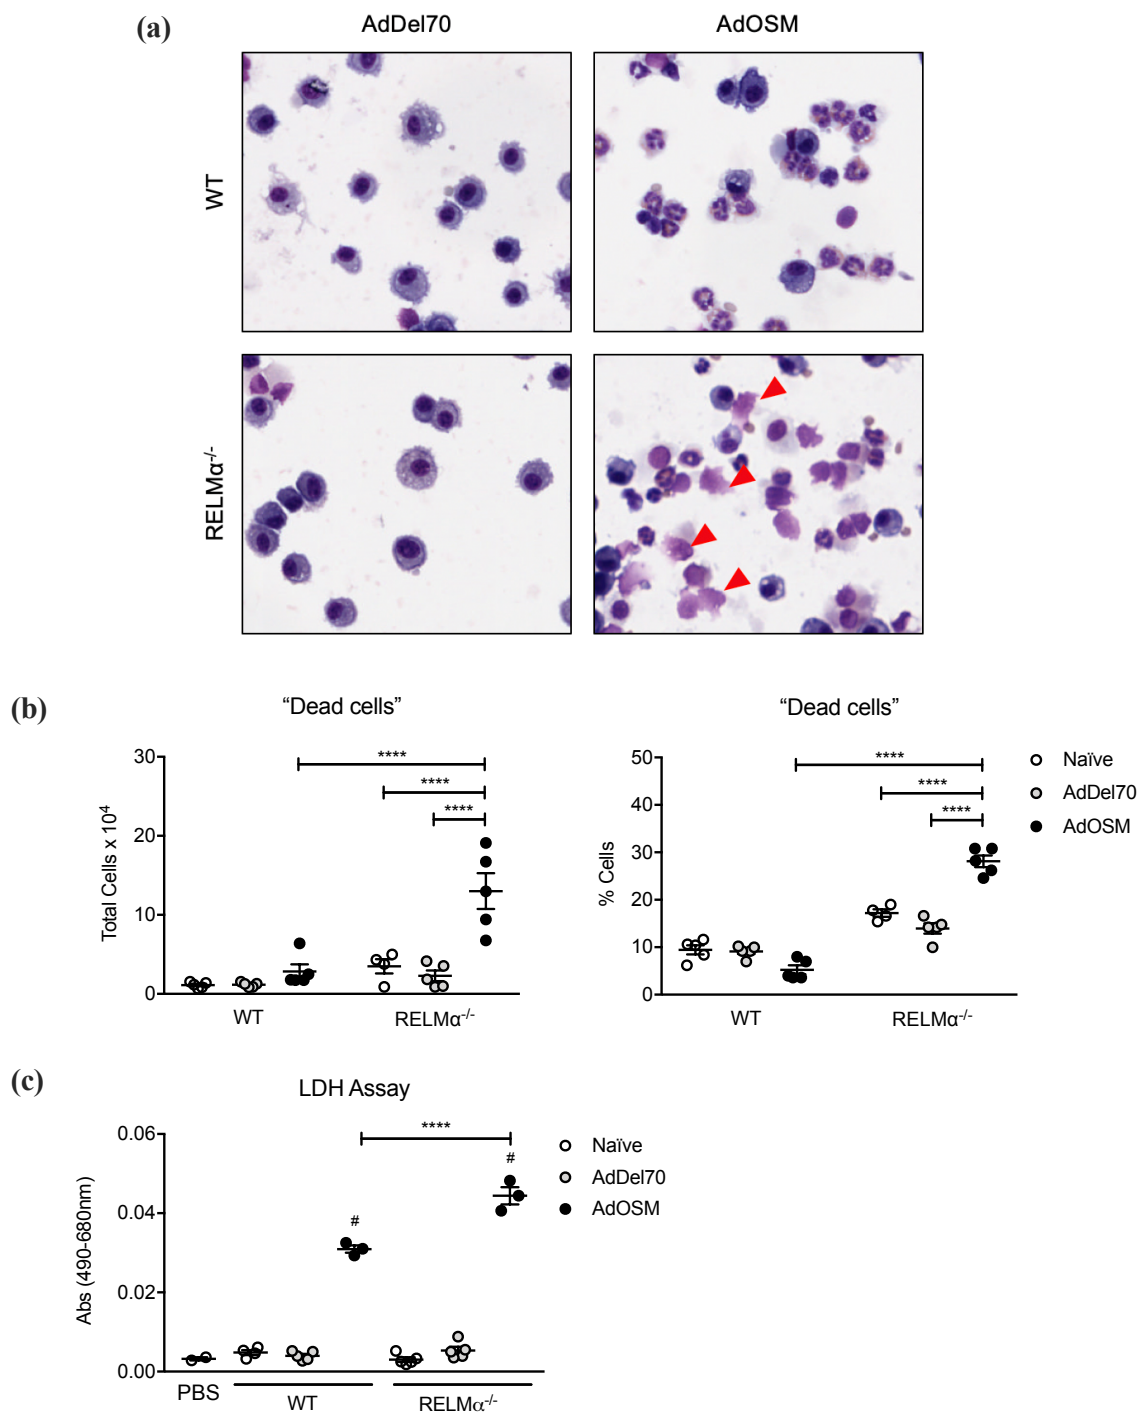 (a)
AdDel70
AdOSM
WT
RELMα-/-
(b)
“Dead cells”
Total Cells x 10⁴
30
20
10
0
****
****
****
WT
RELMα-/-
“Dead cells”
% Cells
50
40
30
20
10
0
****
****
****
WT
RELMα-/-
Naïve
AdDel70
AdOSM
(c)
LDH Assay
Abs (490-680nm)
0.06
0.04
0.02
0.00
****
#
#
PBS
WT
RELMα-/-
Naïve
AdDel70
AdOSM